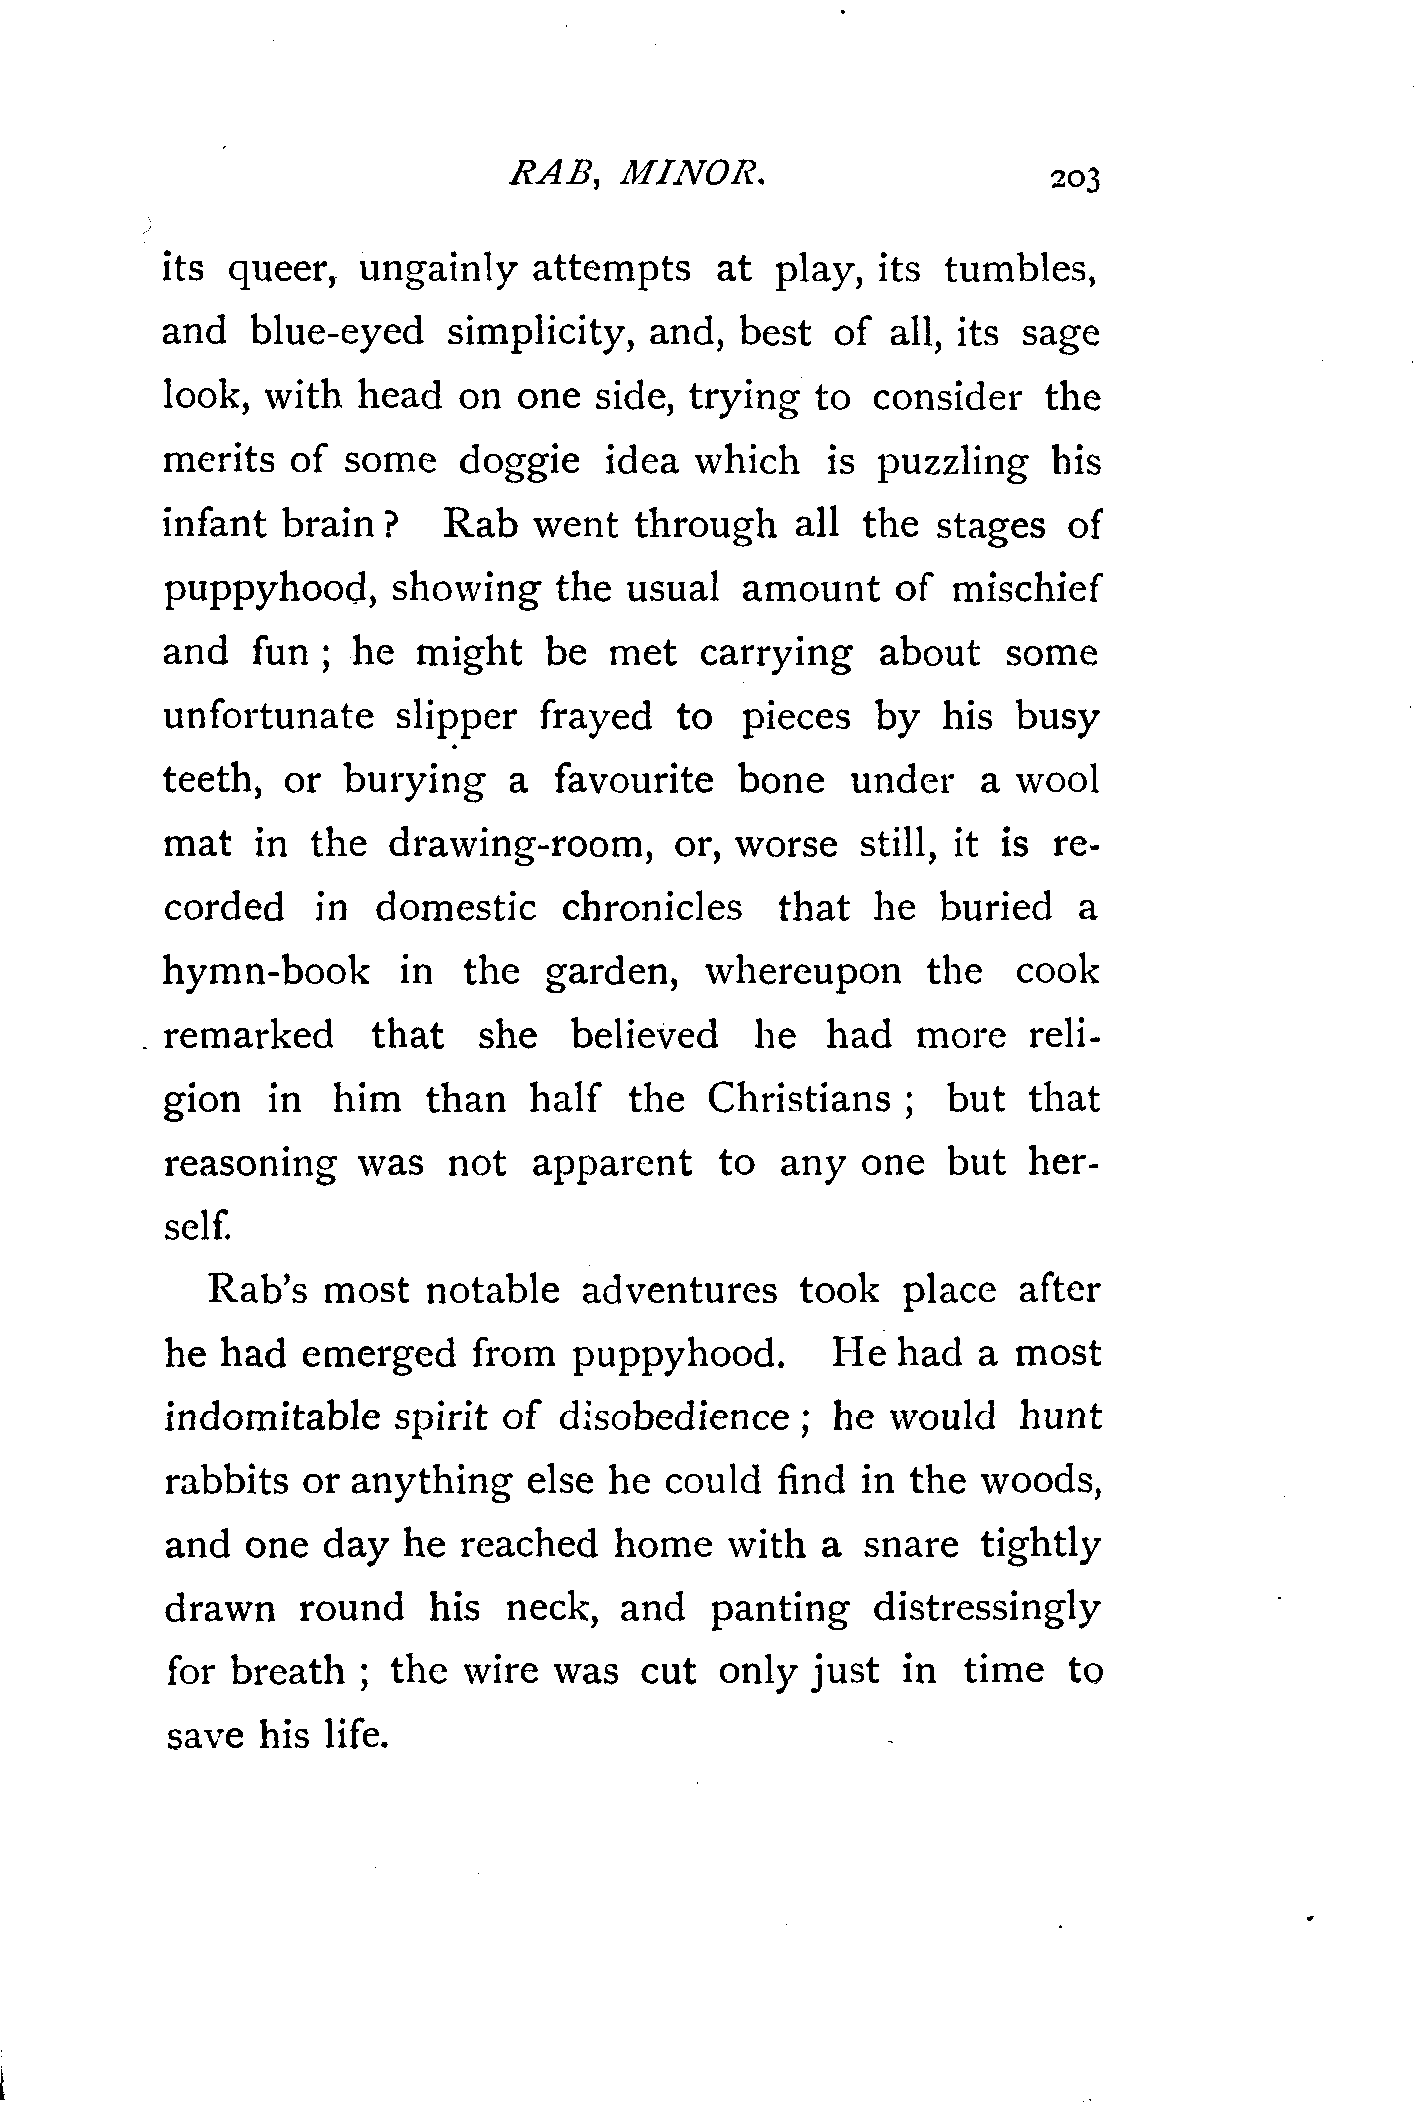 RAB, MINOR. 203
its queer, ungainly attempts at play, its tumbles,
and blue-eyed simplicity, and, best of all, its sage
look, with head on one side, trying to consider the
merits of some doggie idea which is puzzling his
infant brain ? Rab went through all the stages of
puppyhood, showing the usual amount of mischief
and fun ; he might be met carrying about some
unfortunate slipper frayed to pieces by his busy
teeth, or burying a favourite bone under a wool
mat in the drawing-room, or, worse still, it is re-
corded in domestic chronicles that he buried a
hymn-book in the garden, whereupon the cook
remarked that she believed he had more reli-
gion in him than half the Christians ; but that
reasoning was not apparent to any one but her-
self.
Rab's most notable adventures took place after
he had emerged from puppyhood. He had a most
indomitable spirit of disobedience ; he would hunt
rabbits or anything else he could find in the woods,
and one day he reached home with a snare tightly
drawn round his neck, and panting distressingly
for breath ; the wire was cut only just in time to
save his life.